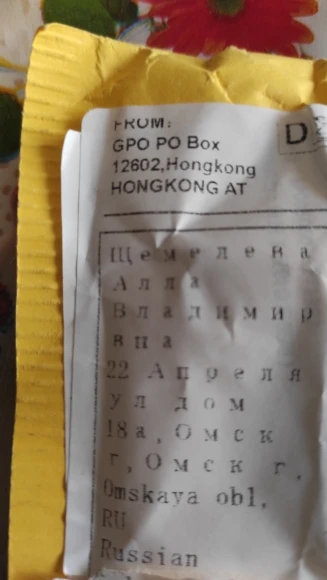 FROM:
GPO PO Box
12602,Hongkong
HONGKONG AT
D
Щемелева
Алла
Владимир
вна
22 Апреля
ул дом
18а,Омск
г,Омск г,
Omskaya obl,
RU
Russian